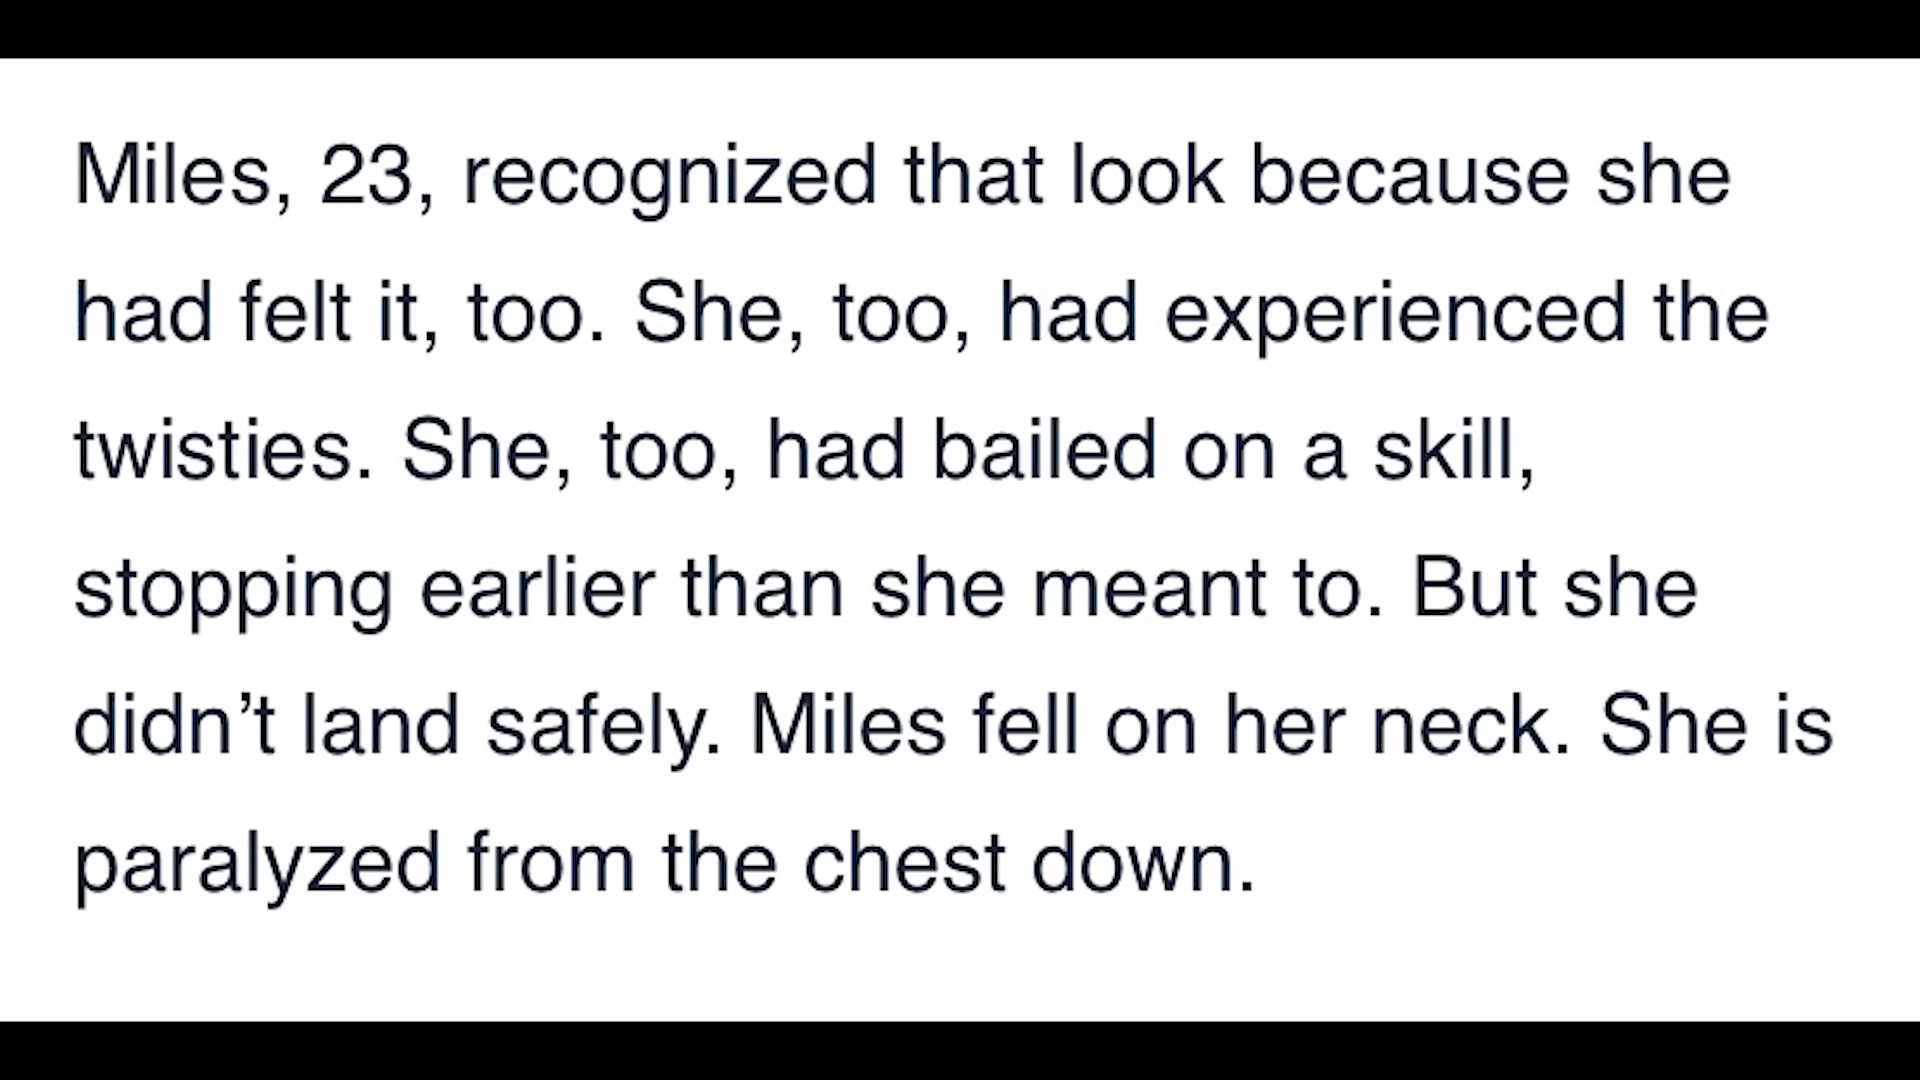 Miles, 23, recognized that look because she
had felt it, too. She, too, had experienced the
twisties. She, too, had bailed on a skill,
stopping earlier than she meant to. But she
didn’t land safely. Miles fell on her neck. She is
paralyzed from the chest down.